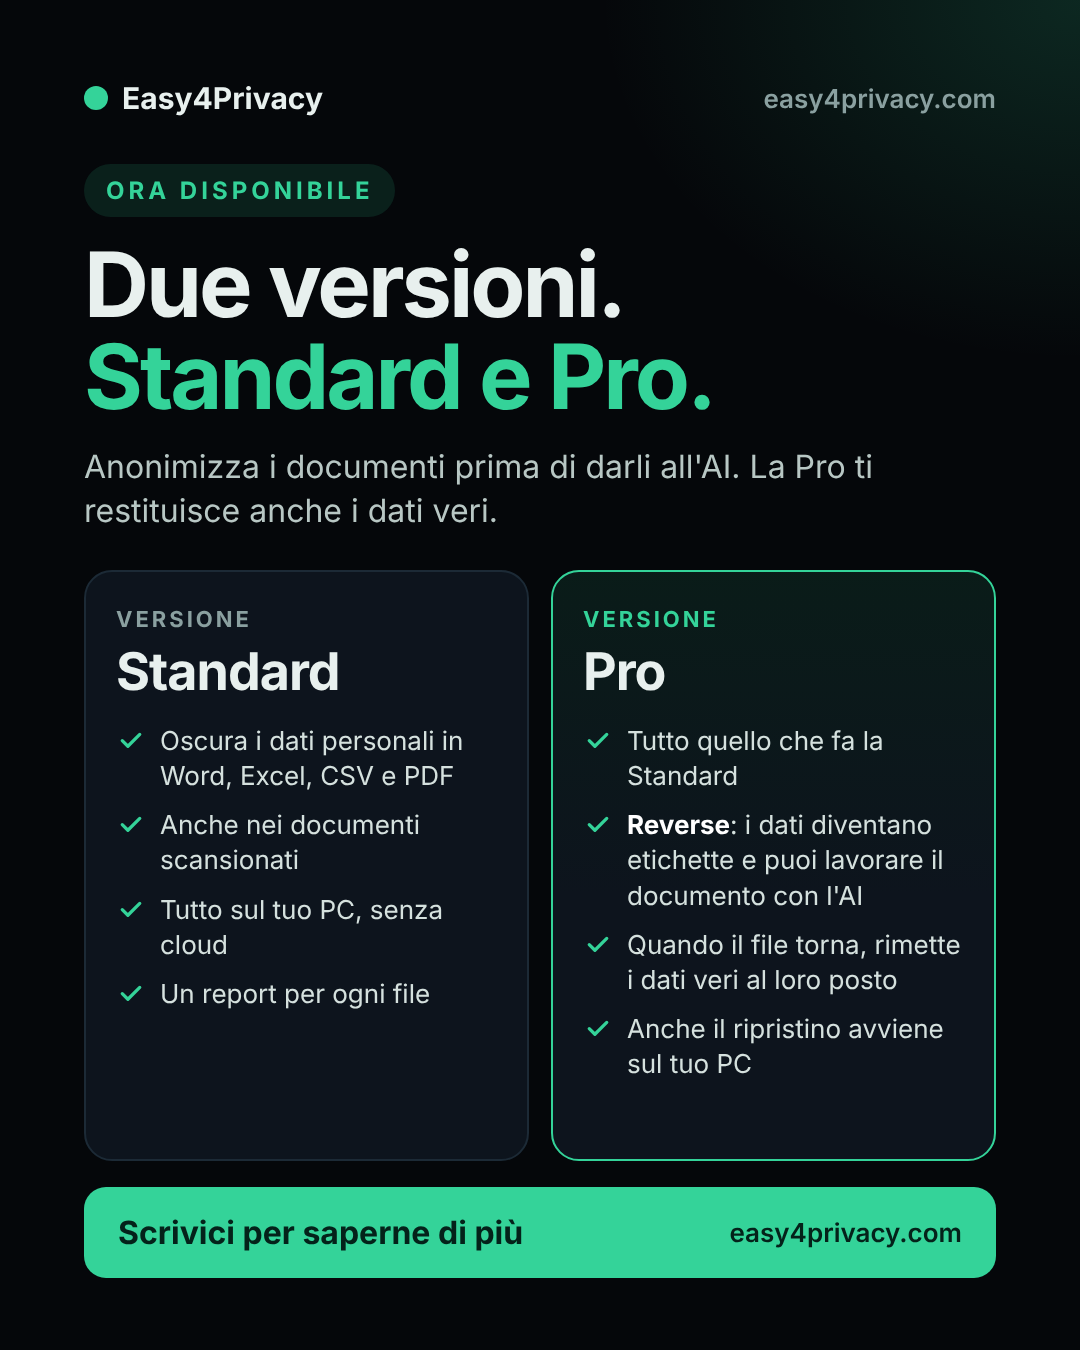 Easy4Privacy
easy4privacy.com
ORA DISPONIBILE
Due versioni.
Standard e Pro.
Anonimizza i documenti prima di darli all'AI. La Pro ti
restituisce anche i dati veri.
VERSIONE
Standard
Oscura i dati personali in
Word, Excel, CSV e PDF
Anche nei documenti
scansionati
Tutto sul tuo PC, senza
cloud
Un report per ogni file
VERSIONE
Pro
Tutto quello che fa la
Standard
Reverse: i dati diventano
etichette e puoi lavorare il
documento con l'AI
Quando il file torna, rimette
i dati veri al loro posto
Anche il ripristino avviene
sul tuo PC
Scrivici per saperne di più
easy4privacy.com